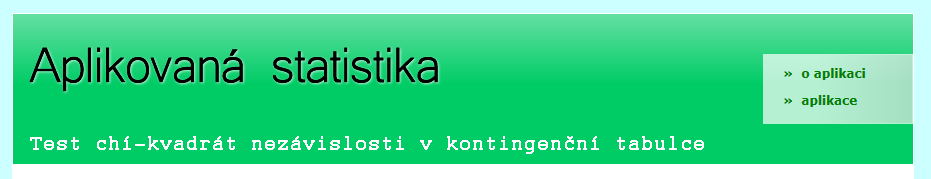 Aplikovaná statistika
» o aplikaci
» aplikace
Test chí-kvadrát nezávislosti v kontingenční tabulce